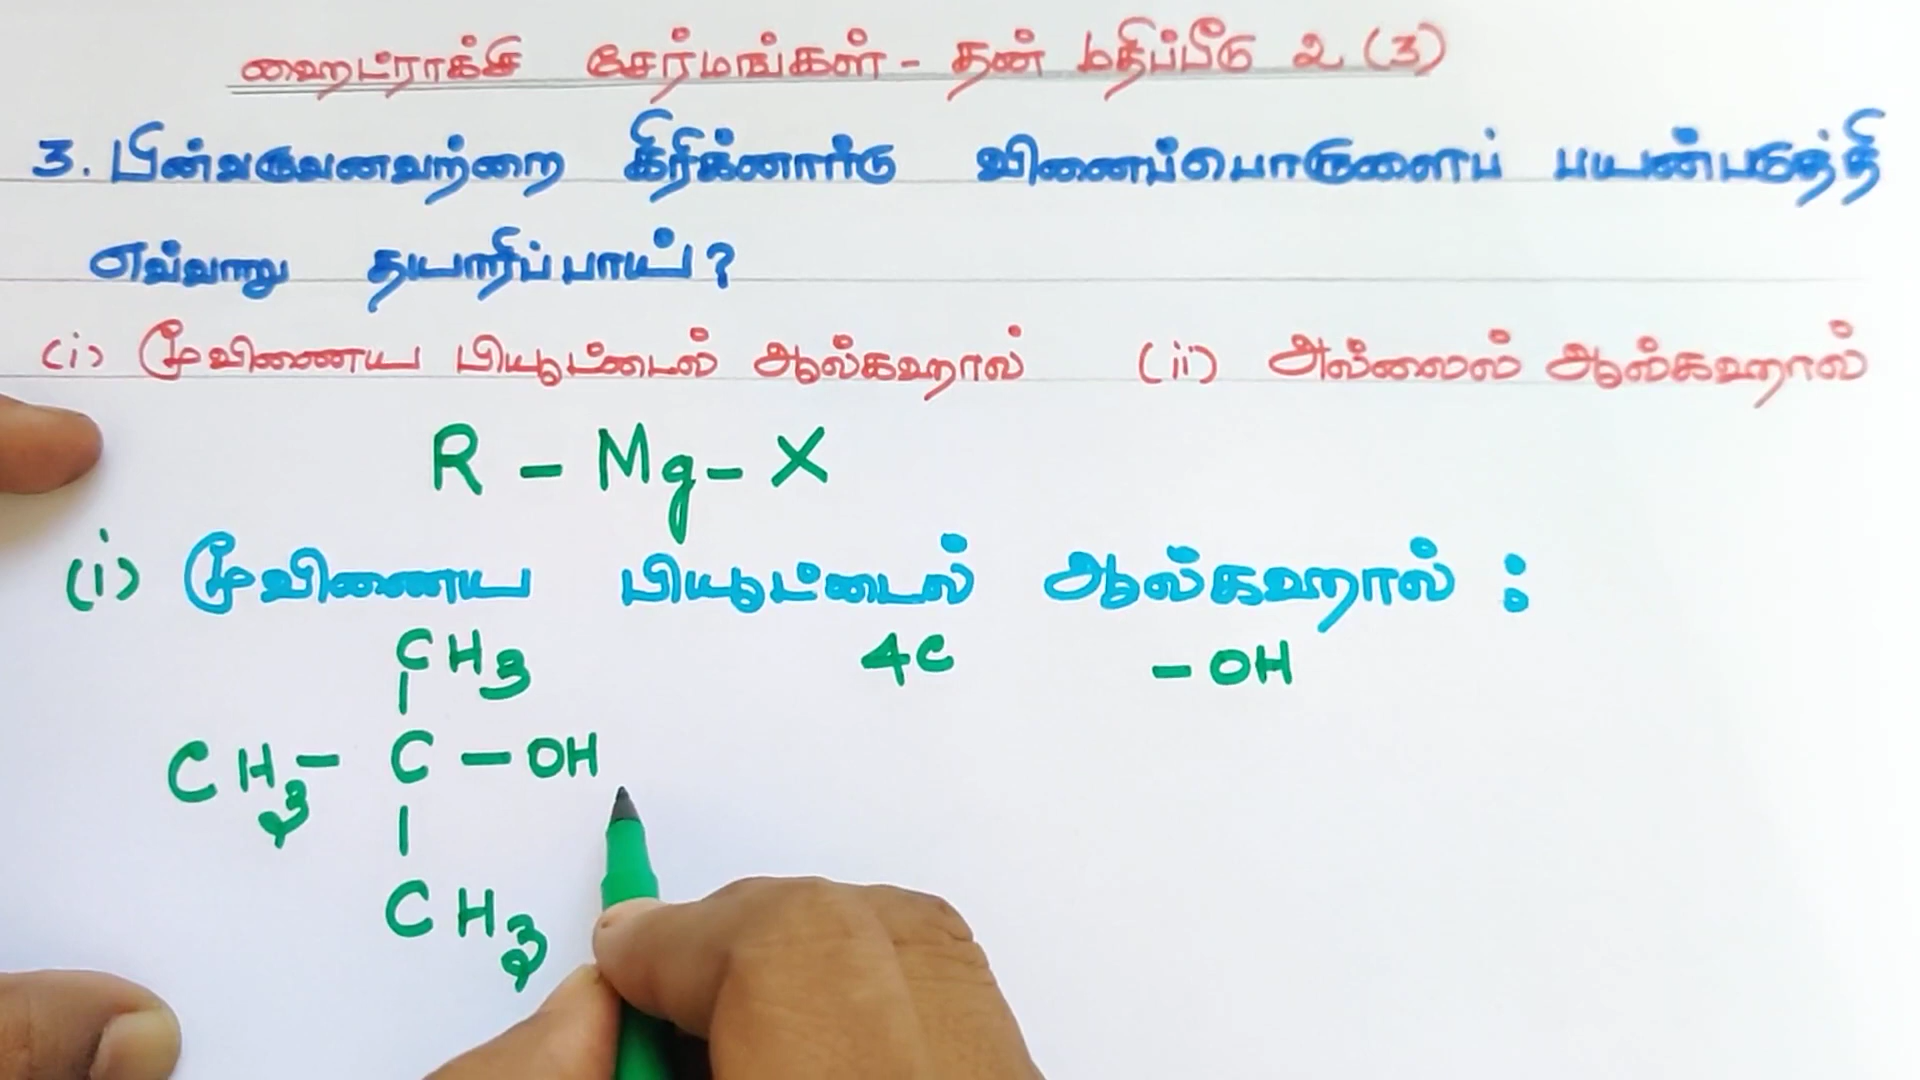 ஹைட்ராக்சி சேர்மங்கள் - தன் மதிப்பீடு 2 (3)
3. பின்வருவனவற்றை கிரிக்னார்டு வினைப்பொருளைப் பயன்படுத்தி
எவ்வாறு தயாரிப்பாய்?
(i) மூவிணைய பியூட்டைல் ஆல்கஹால் (ii) அல்லைல் ஆல்கஹால்
R - Mg - X
(i) மூவிணைய பியூட்டைல் ஆல்கஹால் :
CH3 4C - OH
CH3 - C - OH
CH3